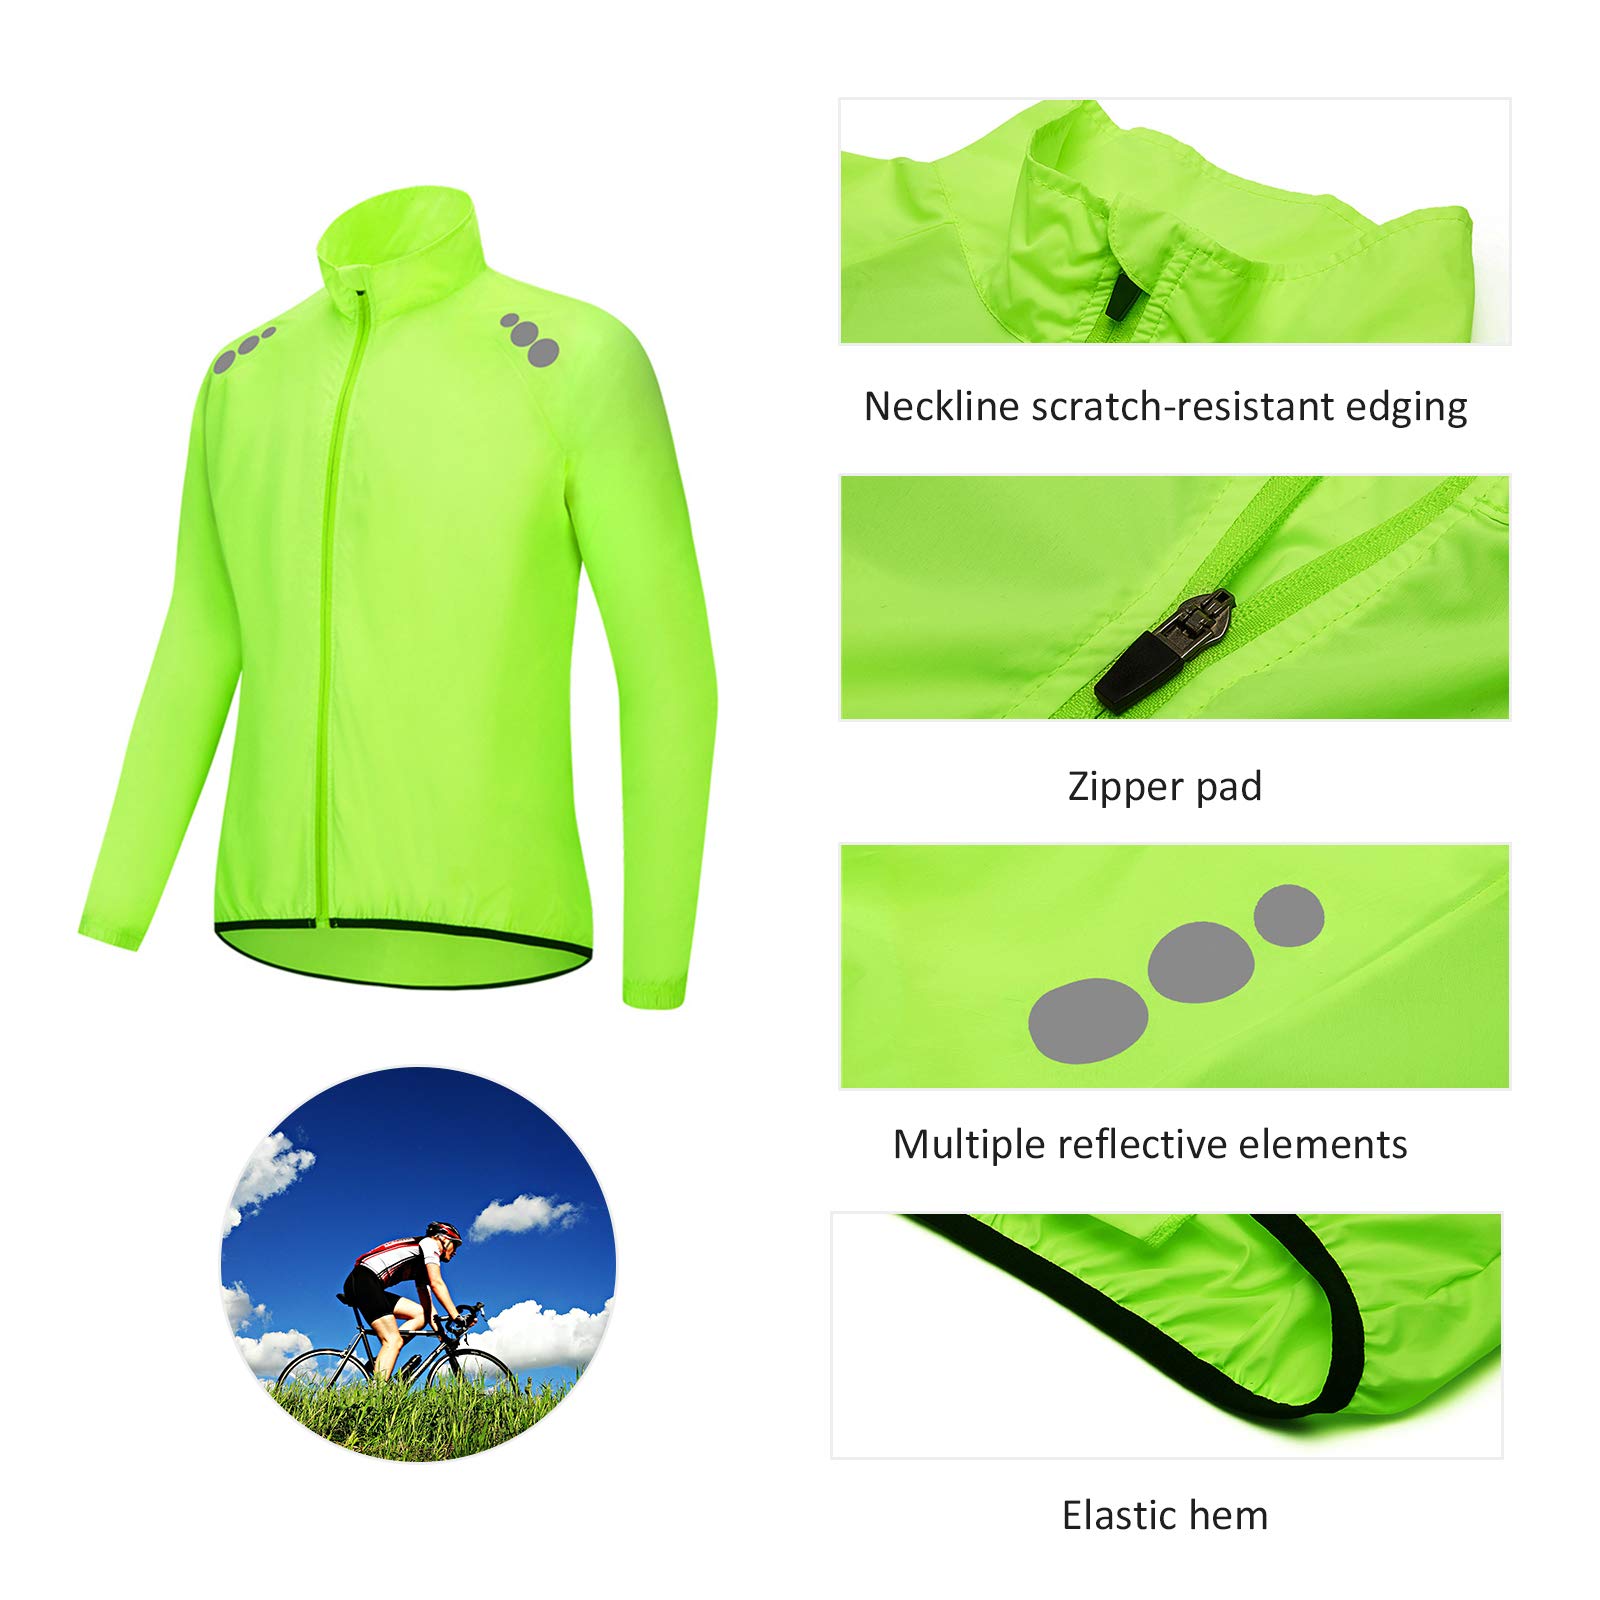 Neckline scratch-resistant edging
Zipper pad
Multiple reflective elements
Elastic hem